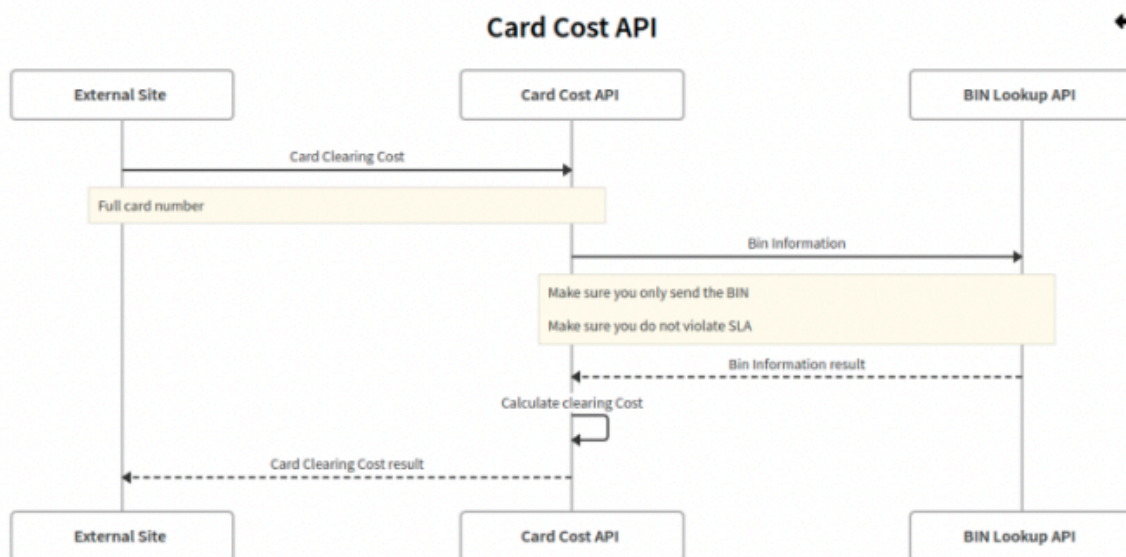 Card Cost API
External Site
Card Cost API
BIN Lookup API
Card Clearing Cost
Full card number
Bin Information
Make sure you only send the BIN
Make sure you do not violate SLA
Bin Information result
Calculate clearing Cost
Card Clearing Cost result
External Site
Card Cost API
BIN Lookup API